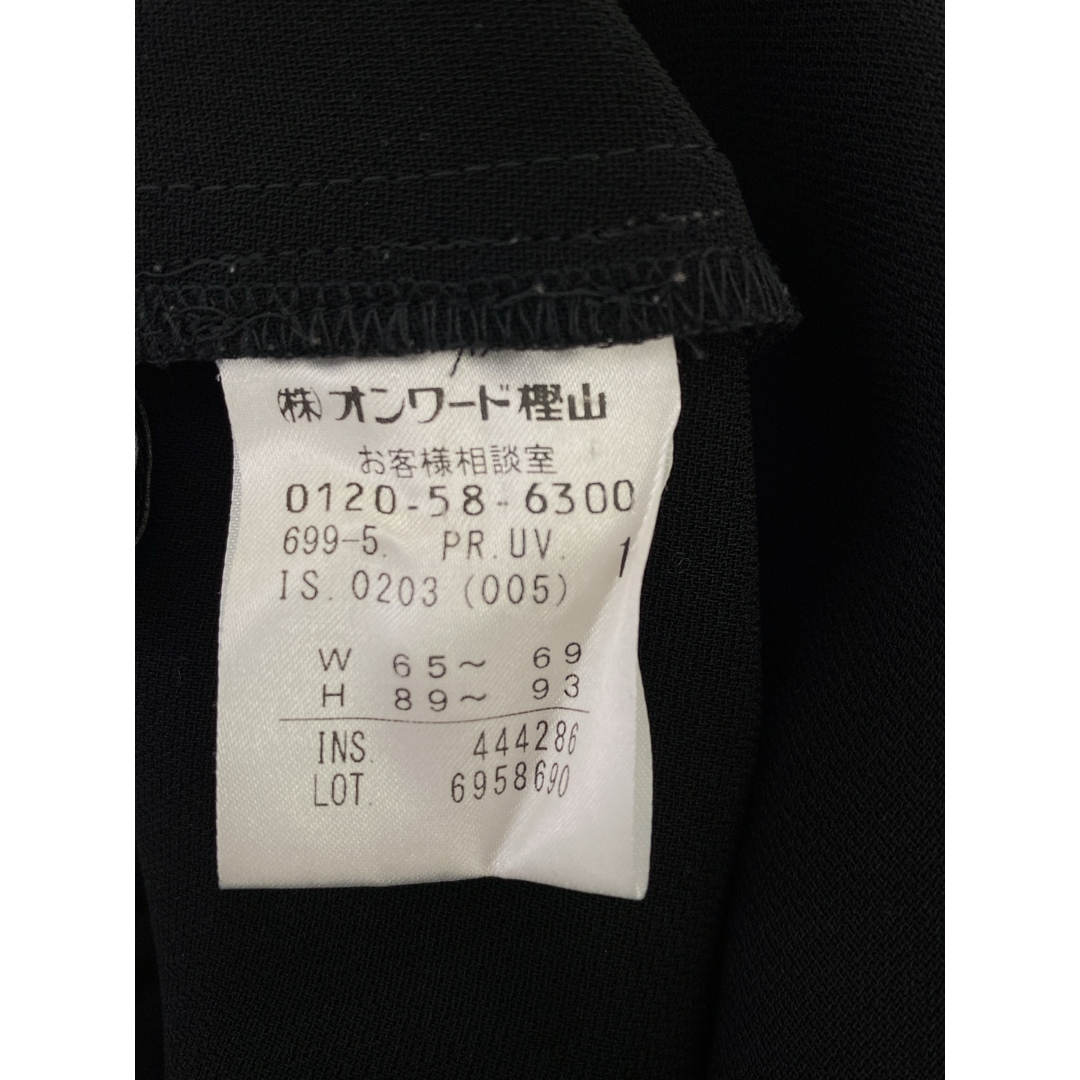 ㈱オンワード樫山
お客様相談室
0120-58-6300
699-5. PR.UV. 1
IS.0203 (005)
W 65～ 69
H 89～ 93
INS. 444286
LOT. 6958690